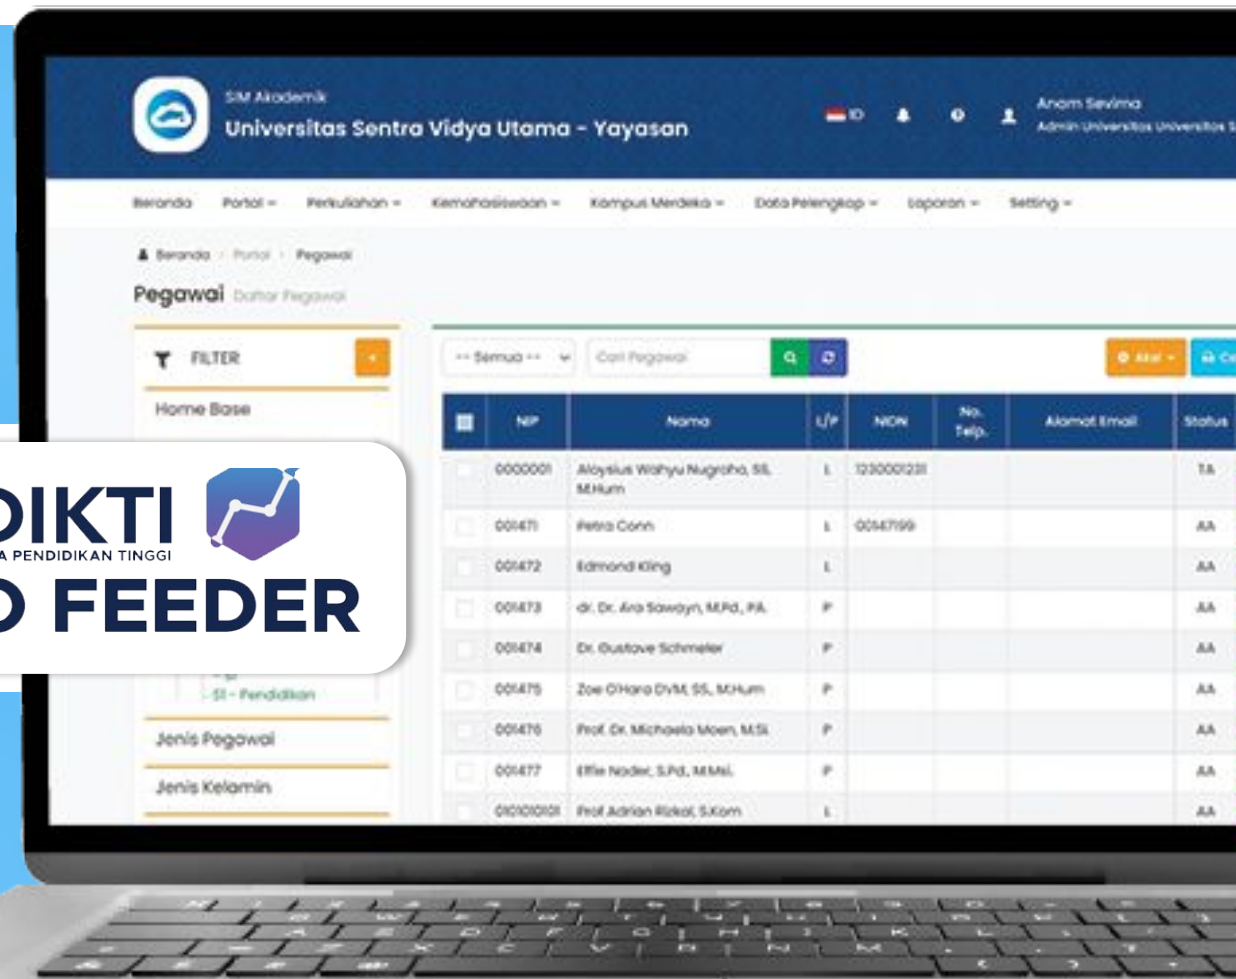 SIM Akademik
Universitas Sentra Vidya Utama - Yayasan
ID
Anam Sevima
Admin Universitas Universitas S
Beranda Portal Perkuliahan Kemahasiswaan Kampus Merdeka Data Pelengkap Laporan Setting
Beranda Portal Pegawai
Pegawai Daftar Pegawai
FILTER
-- Semua -- Cari Pegawai
Home Base
NIP Nama L/P NIDN No. Telp. Alamat Email Status
0000001 Aloysius Wahyu Nugroho, SS, M.Hum L 1230001231 TA
001471 Petra Conn L 00147199 AA
001472 Edmond Kling L AA
001473 dr. Dr. Ara Sawayn, M.Pd., P.A. P AA
001474 Dr. Gustave Schmeler P AA
001475 Zoe O'Hara DVM, SS., M.Hum P AA
001476 Prof. Dr. Michaela Moen, M.Si. P AA
001477 Effie Nader, S.Pd., M.Msi. P AA
0101010101 Prof Adrian Rizkal, S.Kom L AA
DIKTI
A PENDIDIKAN TINGGI
O FEEDER
S1 - Pendidikan
Jenis Pegawai
Jenis Kelamin